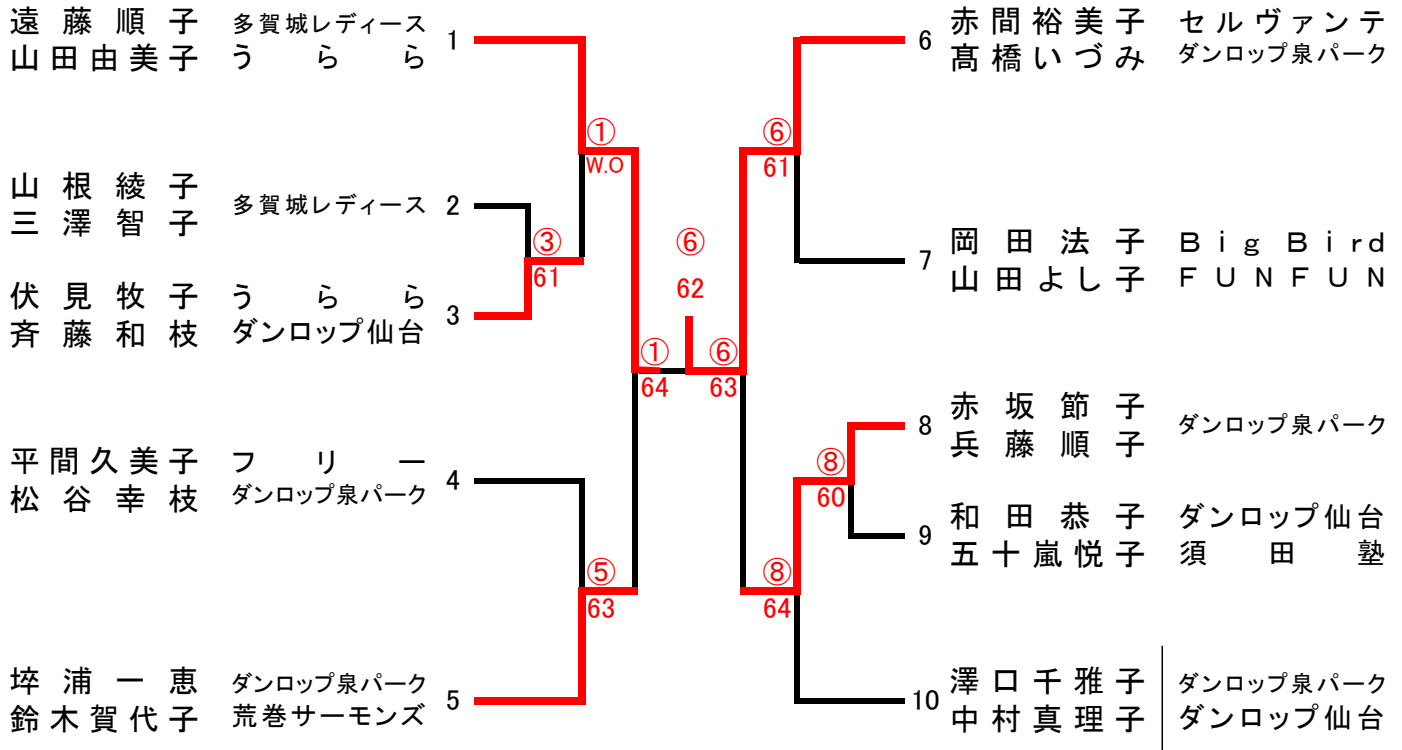 遠藤順子 多賀城レディース 1
山田由美子 うらら
山根綾子 多賀城レディース 2
三澤智子
伏見牧子 うらら 3
斉藤和枝 ダンロップ仙台
平間久美子 フリー 4
松谷幸枝 ダンロップ泉パーク
埣浦一恵 ダンロップ泉パーク 5
鈴木賀代子 荒巻サーモンズ
①
W.O
③
61
⑤
63
①
64
⑥
62
⑥
63
⑥
61
⑧
60
⑧
64
6 赤間裕美子 セルヴァンテ
髙橋いづみ ダンロップ泉パーク
7 岡田法子 Big Bird
山田よし子 FUNFUN
8 赤坂節子 ダンロップ泉パーク
兵藤順子
9 和田恭子 ダンロップ仙台
五十嵐悦子 須田塾
10 澤口千雅子 ダンロップ泉パーク
中村真理子 ダンロップ仙台